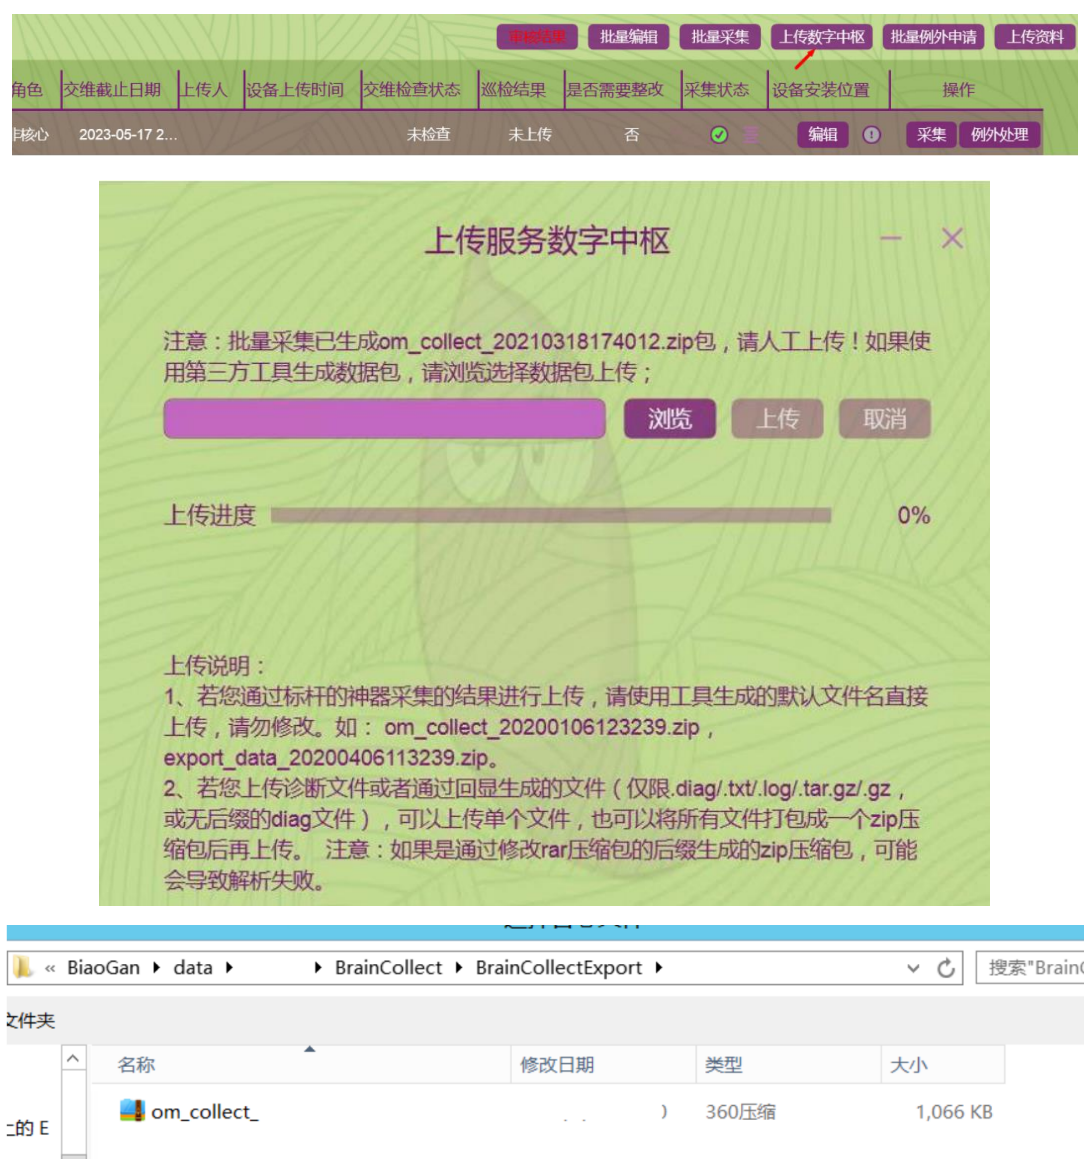 审核结果 批量编辑 批量采集 上传数字中枢 批量例外申请 上传资料
角色 交维截止日期 上传人 设备上传时间 交维检查状态 巡检结果 是否需要整改 采集状态 设备安装位置 操作
非核心 2023-05-17 2... 未检查 未上传 否 编辑 采集 例外处理
上传服务数字中枢
注意：批量采集已生成om_collect_20210318174012.zip包，请人工上传！如果使
用第三方工具生成数据包，请浏览选择数据包上传；
浏览 上传 取消
上传进度 0%
上传说明：
1、若您通过标杆的神器采集的结果进行上传，请使用工具生成的默认文件名直接
上传，请勿修改。如： om_collect_20200106123239.zip，
export_data_20200406113239.zip。
2、若您上传诊断文件或者通过回显生成的文件（仅限.diag/.txt/.log/.tar.gz/.gz，
或无后缀的diag文件），可以上传单个文件，也可以将所有文件打包成一个zip压
缩包后再上传。 注意：如果是通过修改rar压缩包的后缀生成的zip压缩包，可能
会导致解析失败。
« BiaoGan data BrainCollect BrainCollectExport 搜索"Brain
文件夹
名称 修改日期 类型 大小
om_collect_ 360压缩 1,066 KB
上的 E